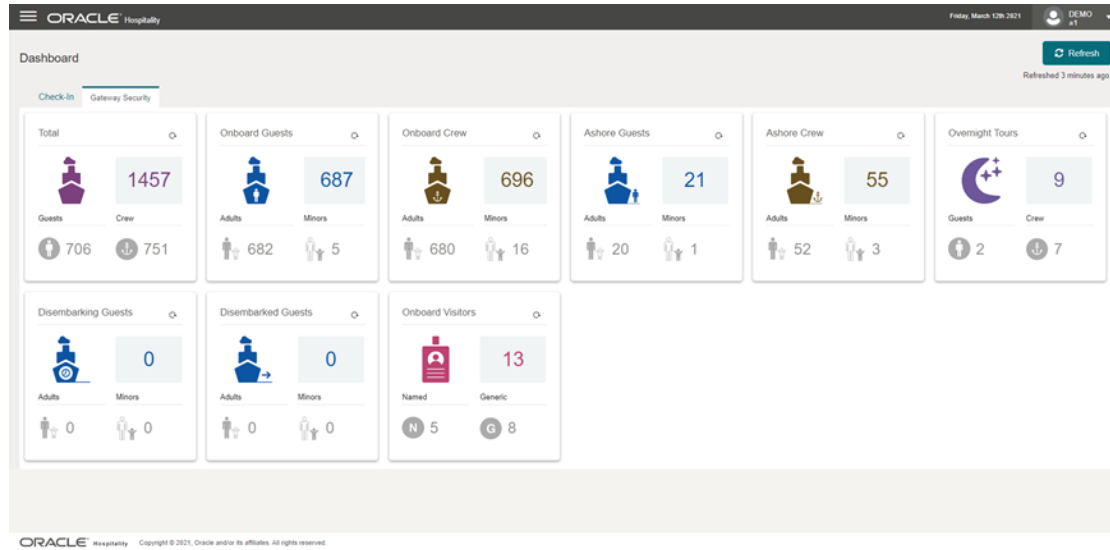 ORACLE Hospitality
Friday, March 12th 2021
DEMO
a1
Dashboard
Refresh
Refreshed 3 minutes ago
Check-In Gateway Security
Total
1457
Guests Crew
706 751
Onboard Guests
687
Adults Minors
682 5
Onboard Crew
696
Adults Minors
680 16
Ashore Guests
21
Adults Minors
20 1
Ashore Crew
55
Adults Minors
52 3
Overnight Tours
9
Guests Crew
2 7
Disembarking Guests
0
Adults Minors
0 0
Disembarked Guests
0
Adults Minors
0 0
Onboard Visitors
13
Named Generic
N 5 G 8
ORACLE Hospitality Copyright © 2021, Oracle and/or its affiliates. All rights reserved.